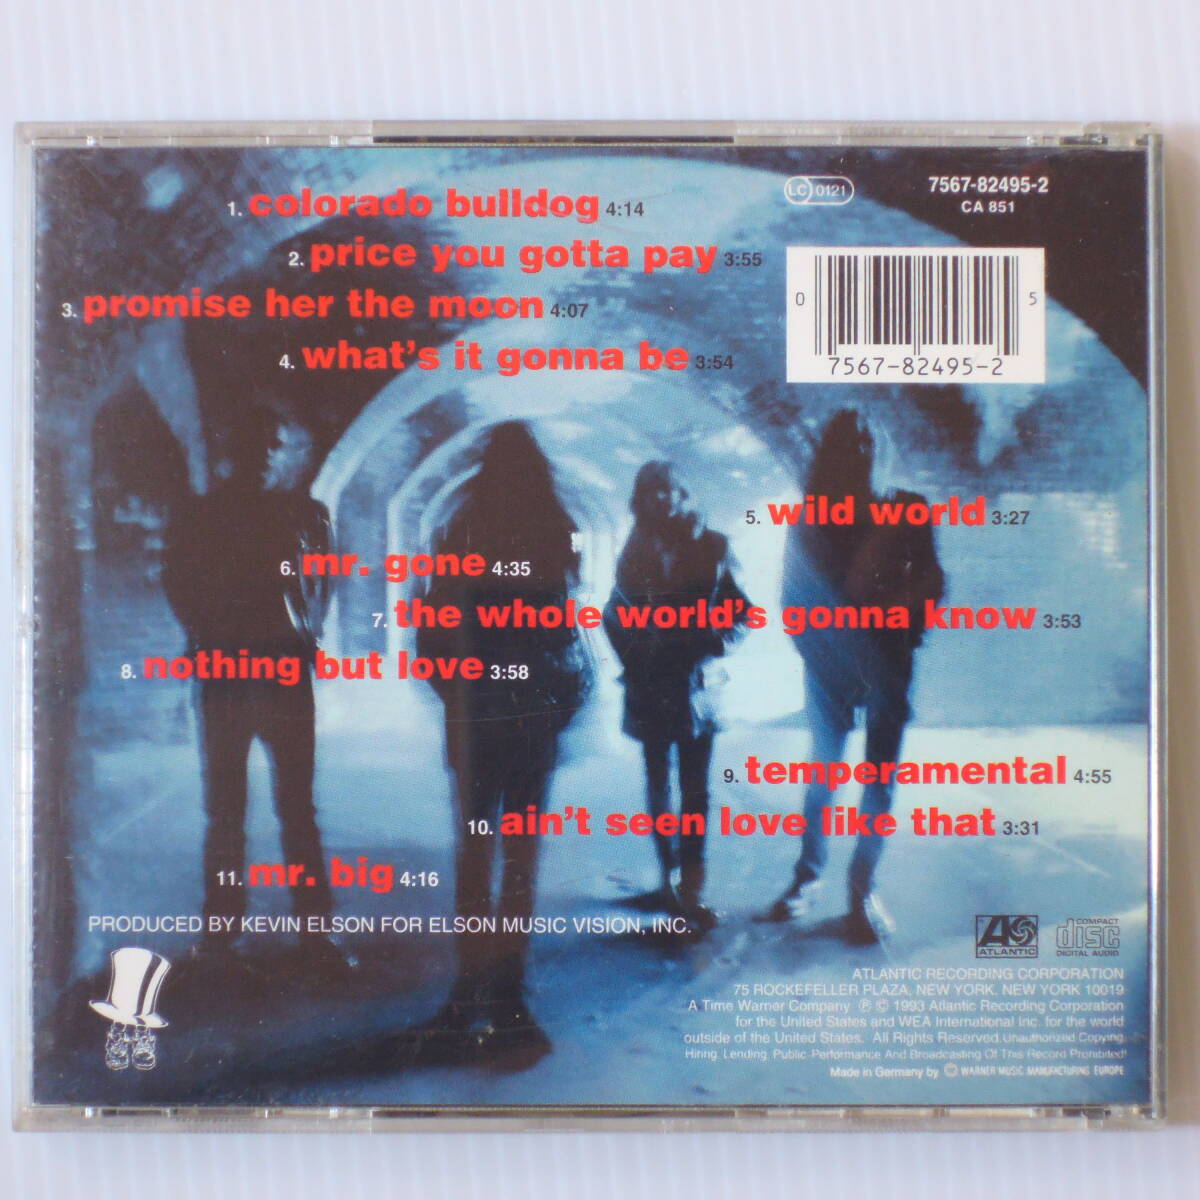 1. colorado bulldog 4:14
2. price you gotta pay 3:55
3. promise her the moon 4:07
4. what's it gonna be 3:54
LC 0121
7567-82495-2
CA 851
0 5
7567-82495-2
5. wild world 3:27
6. mr. gone 4:35
7. the whole world's gonna know 3:53
8. nothing but love 3:58
9. temperamental 4:55
10. ain't seen love like that 3:31
11. mr. big 4:16
PRODUCED BY KEVIN ELSON FOR ELSON MUSIC VISION, INC.
ATLANTIC
COMPACT
disc
DIGITAL AUDIO
ATLANTIC RECORDING CORPORATION
75 ROCKEFELLER PLAZA, NEW YORK, NEW YORK 10019
A Time Warner Company ℗ © 1993 Atlantic Recording Corporation
for the United States and WEA International Inc. for the world
outside of the United States. All Rights Reserved. Unauthorized Copying,
Hiring, Lending, Public Performance And Broadcasting Of This Record Prohibited!
Made in Germany by WARNER MUSIC MANUFACTURING EUROPE